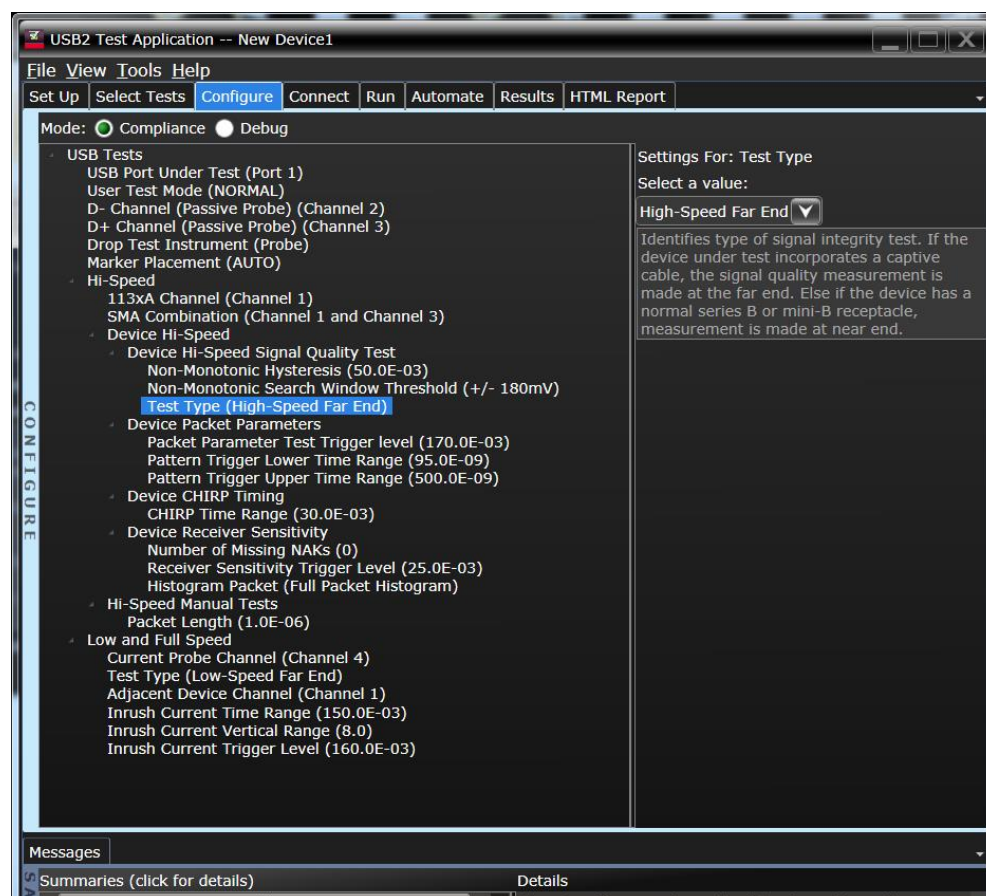 USB2 Test Application -- New Device1
File View Tools Help
Set Up Select Tests Configure Connect Run Automate Results HTML Report
Mode: Compliance Debug
USB Tests
USB Port Under Test (Port 1)
User Test Mode (NORMAL)
D- Channel (Passive Probe) (Channel 2)
D+ Channel (Passive Probe) (Channel 3)
Drop Test Instrument (Probe)
Marker Placement (AUTO)
Hi-Speed
113xA Channel (Channel 1)
SMA Combination (Channel 1 and Channel 3)
Device Hi-Speed
Device Hi-Speed Signal Quality Test
Non-Monotonic Hysteresis (50.0E-03)
Non-Monotonic Search Window Threshold (+/- 180mV)
Test Type (High-Speed Far End)
Device Packet Parameters
Packet Parameter Test Trigger level (170.0E-03)
Pattern Trigger Lower Time Range (95.0E-09)
Pattern Trigger Upper Time Range (500.0E-09)
Device CHIRP Timing
CHIRP Time Range (30.0E-03)
Device Receiver Sensitivity
Number of Missing NAKs (0)
Receiver Sensitivity Trigger Level (25.0E-03)
Histogram Packet (Full Packet Histogram)
Hi-Speed Manual Tests
Packet Length (1.0E-06)
Low and Full Speed
Current Probe Channel (Channel 4)
Test Type (Low-Speed Far End)
Adjacent Device Channel (Channel 1)
Inrush Current Time Range (150.0E-03)
Inrush Current Vertical Range (8.0)
Inrush Current Trigger Level (160.0E-03)
CONFIGURE
Settings For: Test Type
Select a value:
High-Speed Far End
Identifies type of signal integrity test. If the
device under test incorporates a captive
cable, the signal quality measurement is
made at the far end. Else if the device has a
normal series B or mini-B receptacle,
measurement is made at near end.
Messages
Summaries (click for details) Details